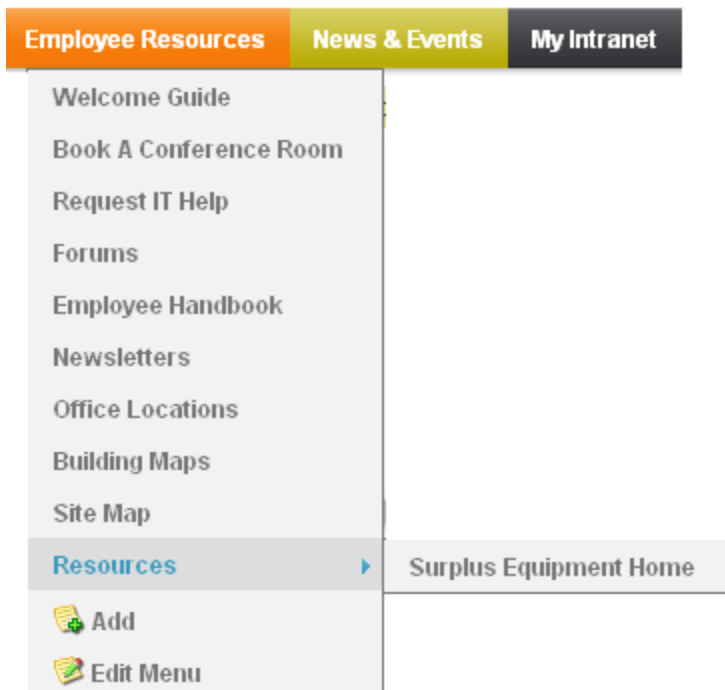 Employee Resources News & Events My Intranet
Welcome Guide
Book A Conference Room
Request IT Help
Forums
Employee Handbook
Newsletters
Office Locations
Building Maps
Site Map
Resources Surplus Equipment Home
Add
Edit Menu